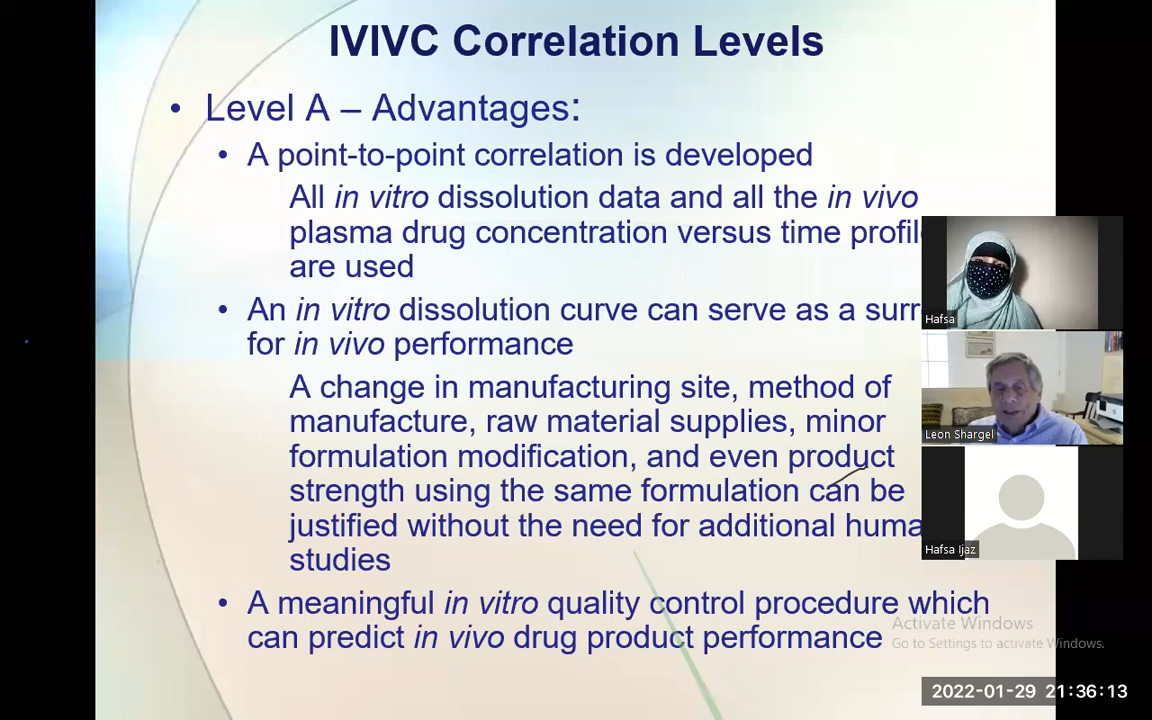 IVIVC Correlation Levels
• Level A – Advantages:
• A point-to-point correlation is developed
All in vitro dissolution data and all the in vivo
plasma drug concentration versus time profil
are used
• An in vitro dissolution curve can serve as a surr
for in vivo performance
A change in manufacturing site, method of
manufacture, raw material supplies, minor
formulation modification, and even product
strength using the same formulation can be
justified without the need for additional huma
studies
• A meaningful in vitro quality control procedure which
can predict in vivo drug product performance
Hafsa
Leon Shargel
Hafsa Ijaz
Activate Windows
Go to Settings to activate Windows.
2022-01-29 21:36:13